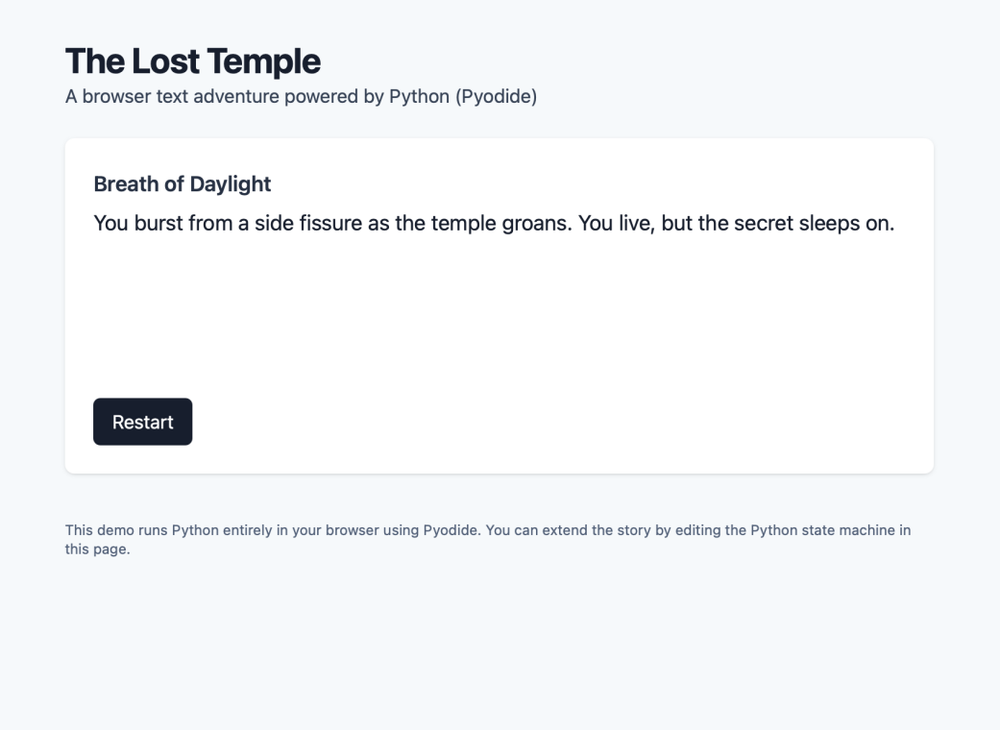 The Lost Temple
A browser text adventure powered by Python (Pyodide)
Breath of Daylight
You burst from a side fissure as the temple groans. You live, but the secret sleeps on.
Restart
This demo runs Python entirely in your browser using Pyodide. You can extend the story by editing the Python state machine in
this page.